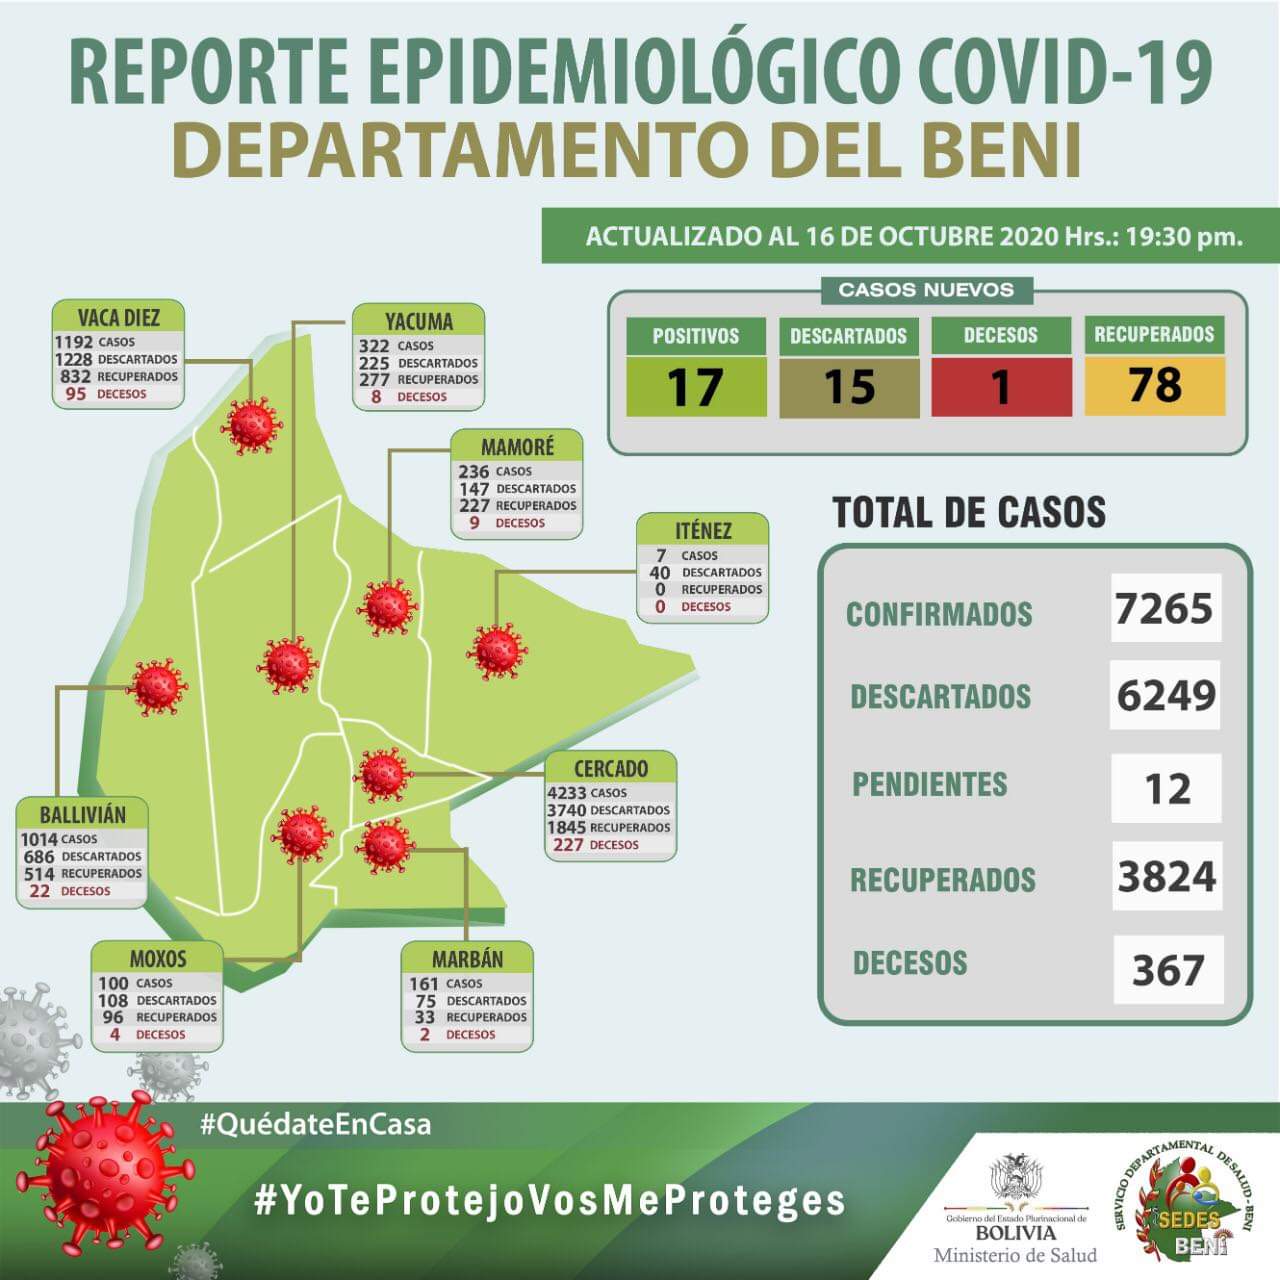 REPORTE EPIDEMIOLÓGICO COVID-19
DEPARTAMENTO DEL BENI
ACTUALIZADO AL 16 DE OCTUBRE 2020 Hrs.: 19:30 pm.
CASOS NUEVOS
POSITIVOS DESCARTADOS DECESOS RECUPERADOS
17 15 1 78
VACA DIEZ
1192 CASOS
1228 DESCARTADOS
832 RECUPERADOS
95 DECESOS
YACUMA
322 CASOS
225 DESCARTADOS
277 RECUPERADOS
8 DECESOS
MAMORÉ
236 CASOS
147 DESCARTADOS
227 RECUPERADOS
9 DECESOS
ITÉNEZ
7 CASOS
40 DESCARTADOS
0 RECUPERADOS
0 DECESOS
CERCADO
4233 CASOS
3740 DESCARTADOS
1845 RECUPERADOS
227 DECESOS
BALLIVIÁN
1014 CASOS
686 DESCARTADOS
514 RECUPERADOS
22 DECESOS
MOXOS
100 CASOS
108 DESCARTADOS
96 RECUPERADOS
4 DECESOS
MARBÁN
161 CASOS
75 DESCARTADOS
33 RECUPERADOS
2 DECESOS
TOTAL DE CASOS
CONFIRMADOS 7265
DESCARTADOS 6249
PENDIENTES 12
RECUPERADOS 3824
DECESOS 367
#QuédateEnCasa
#YoTeProtejoVosMeProteges
Gobierno del Estado Plurinacional de
BOLIVIA
Ministerio de Salud
SERVICIO DEPARTAMENTAL DE SALUD - BENI
SEDES
BENI